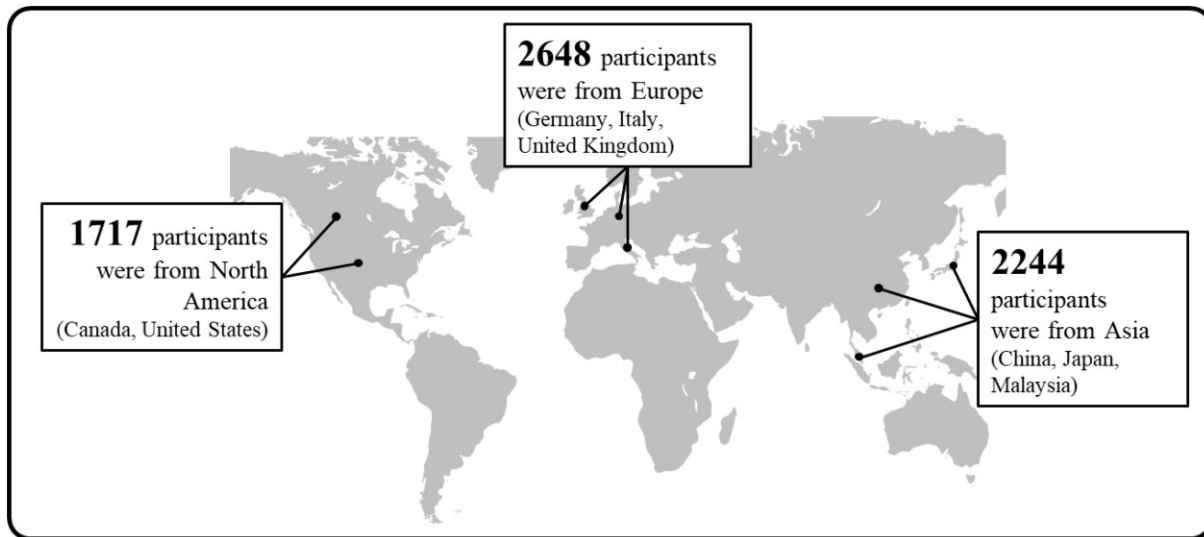 2648 participants
were from Europe
(Germany, Italy,
United Kingdom)
1717 participants
were from North
America
(Canada, United States)
2244
participants
were from Asia
(China, Japan,
Malaysia)